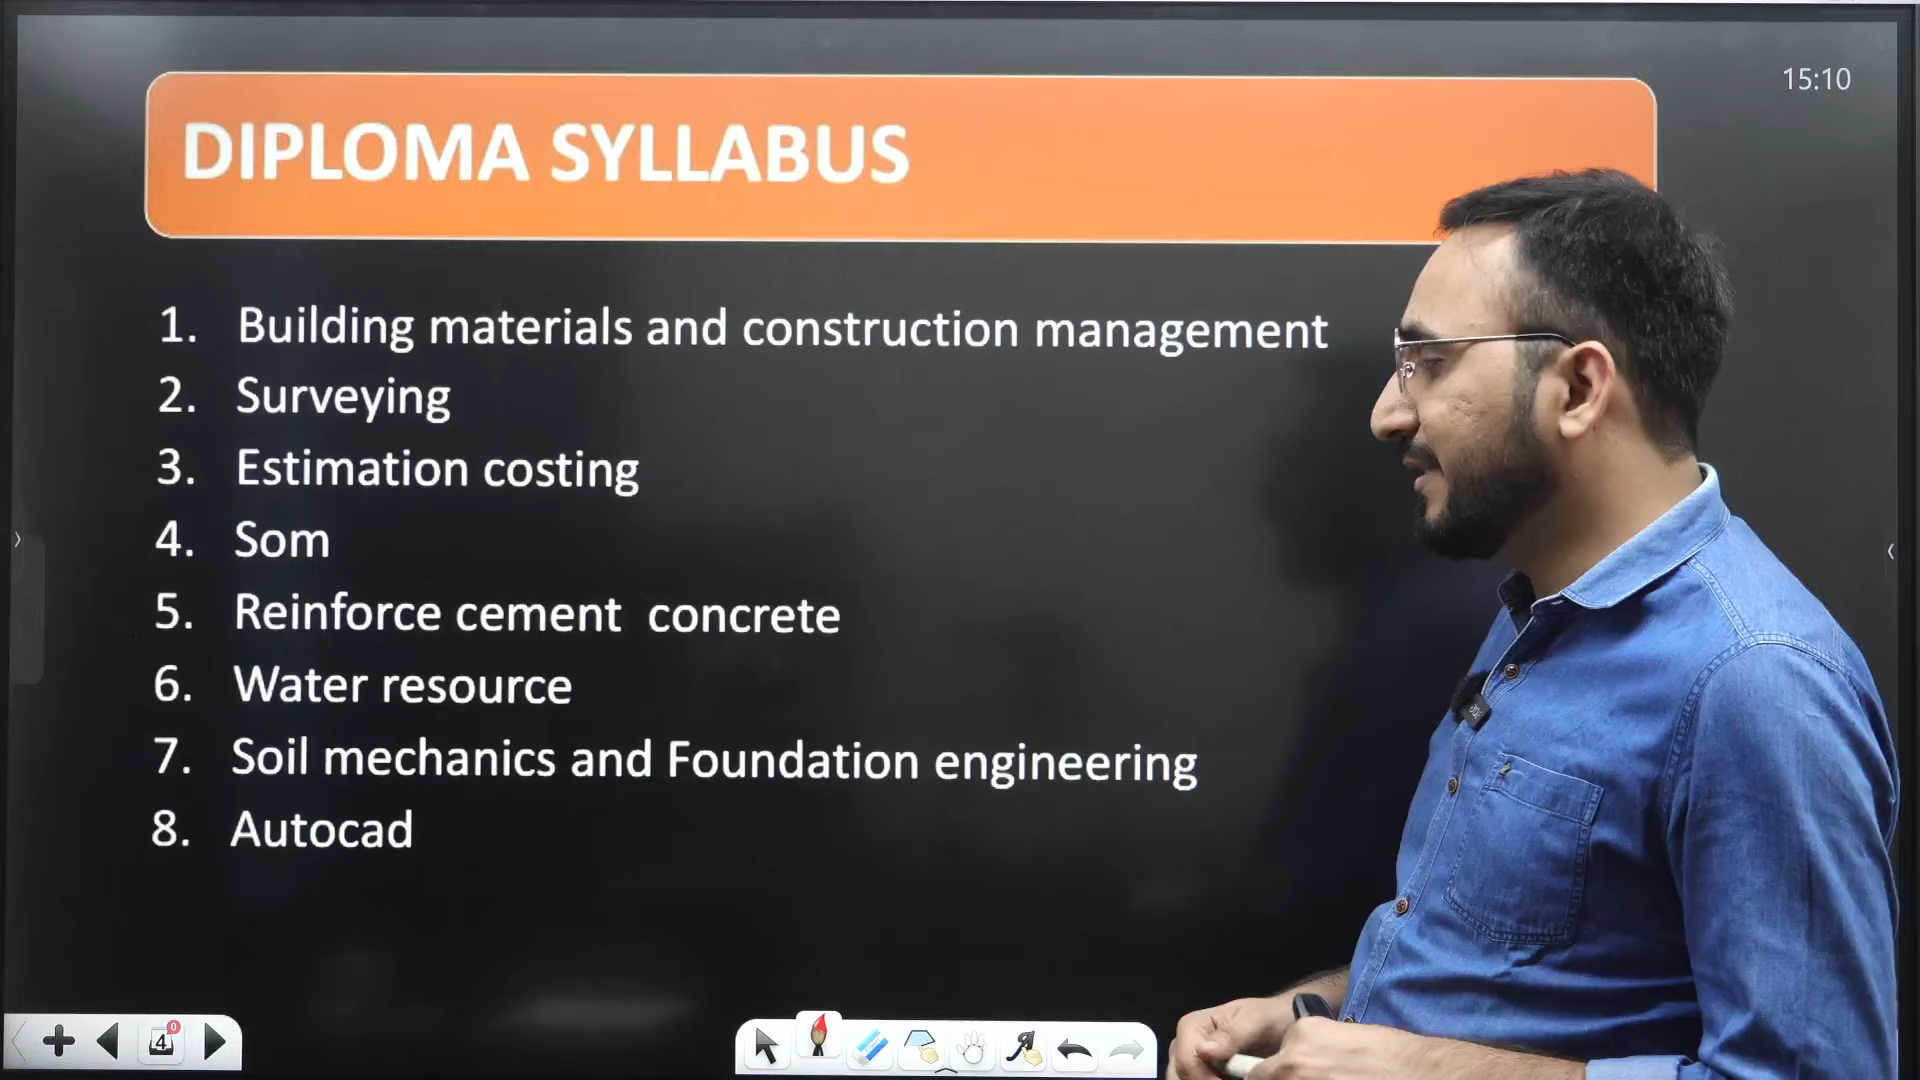 15:10
DIPLOMA SYLLABUS
1. Building materials and construction management
2. Surveying
3. Estimation costing
4. Som
5. Reinforce cement concrete
6. Water resource
7. Soil mechanics and Foundation engineering
8. Autocad
4
0